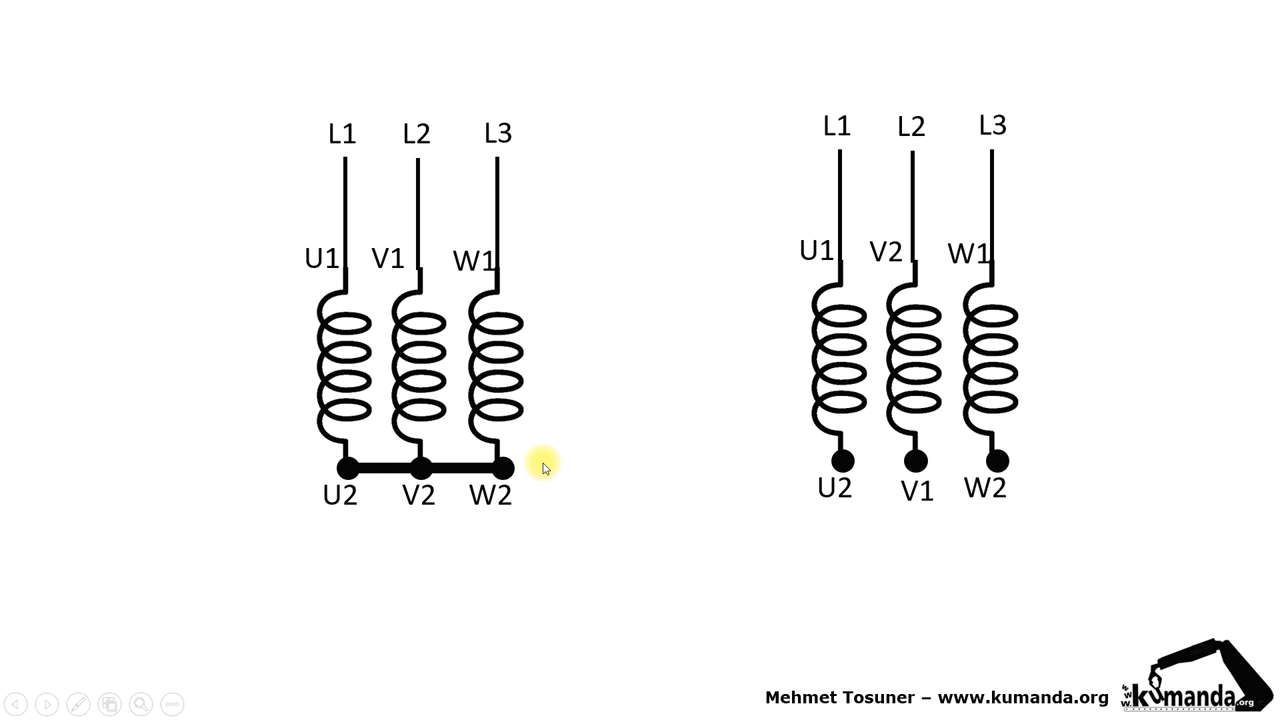 L1 L2 L3
U1 V1 W1
U2 V2 W2
L1 L2 L3
U1 V2 W1
U2 V1 W2
Mehmet Tosuner – www.kumanda.org
www.kumanda.org